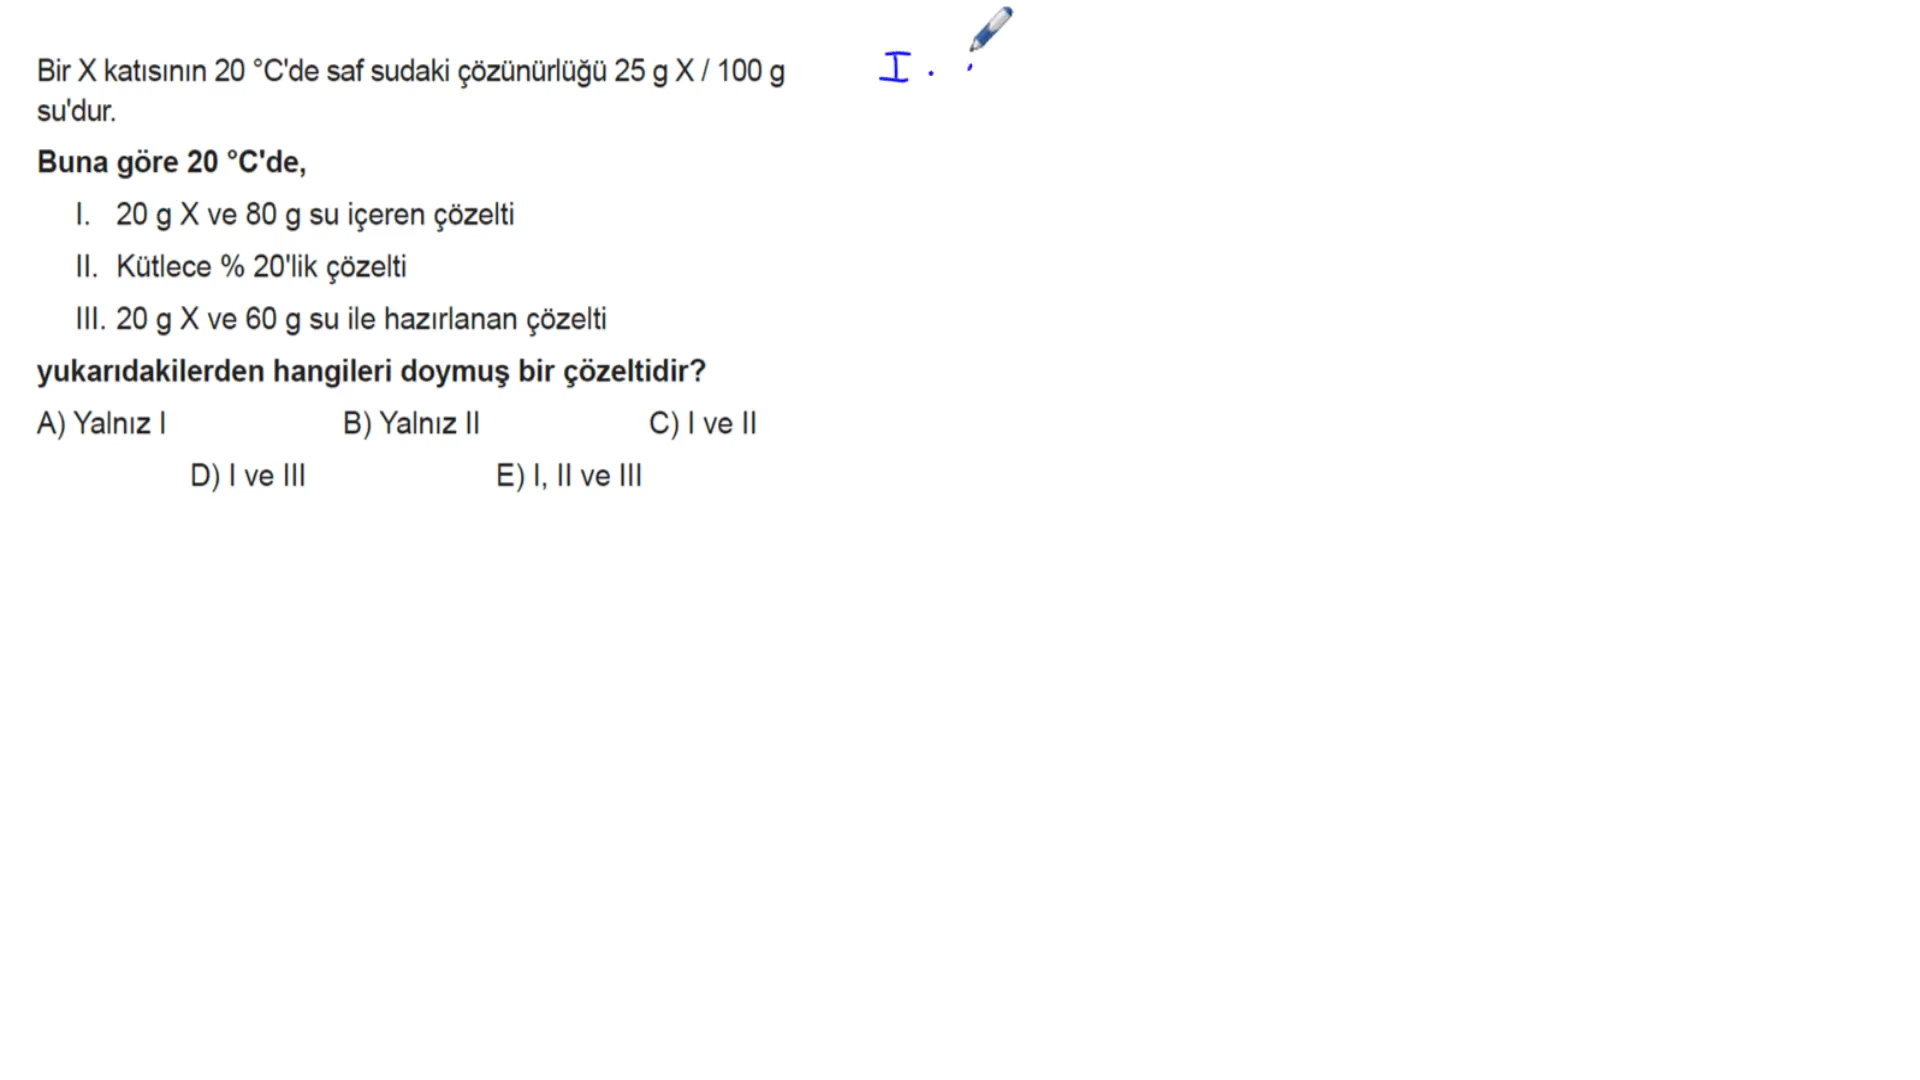 Bir X katısının 20 °C'de saf sudaki çözünürlüğü 25 g X / 100 g
su'dur.
Buna göre 20 °C'de,
I. 20 g X ve 80 g su içeren çözelti
II. Kütlece % 20'lik çözelti
III. 20 g X ve 60 g su ile hazırlanan çözelti
yukarıdakilerden hangileri doymuş bir çözeltidir?
A) Yalnız I B) Yalnız II C) I ve II
D) I ve III E) I, II ve III
I.